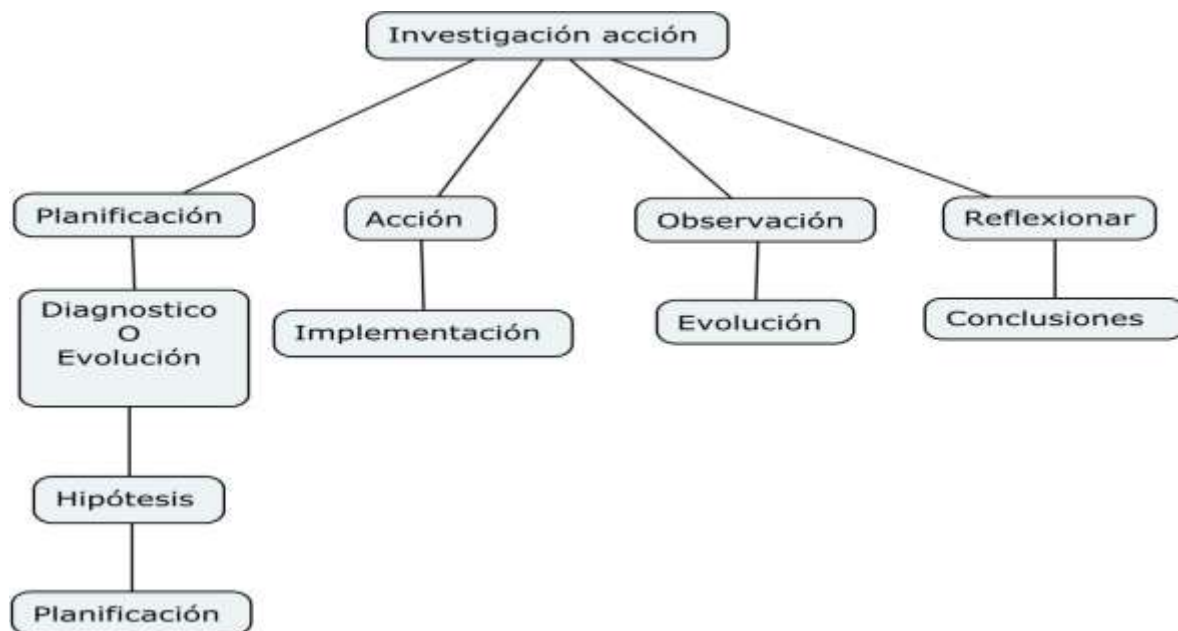 Investigación acción
Planificación
Acción
Observación
Reflexionar
Diagnostico
O
Evolución
Implementación
Evolución
Conclusiones
Hipótesis
Planificación